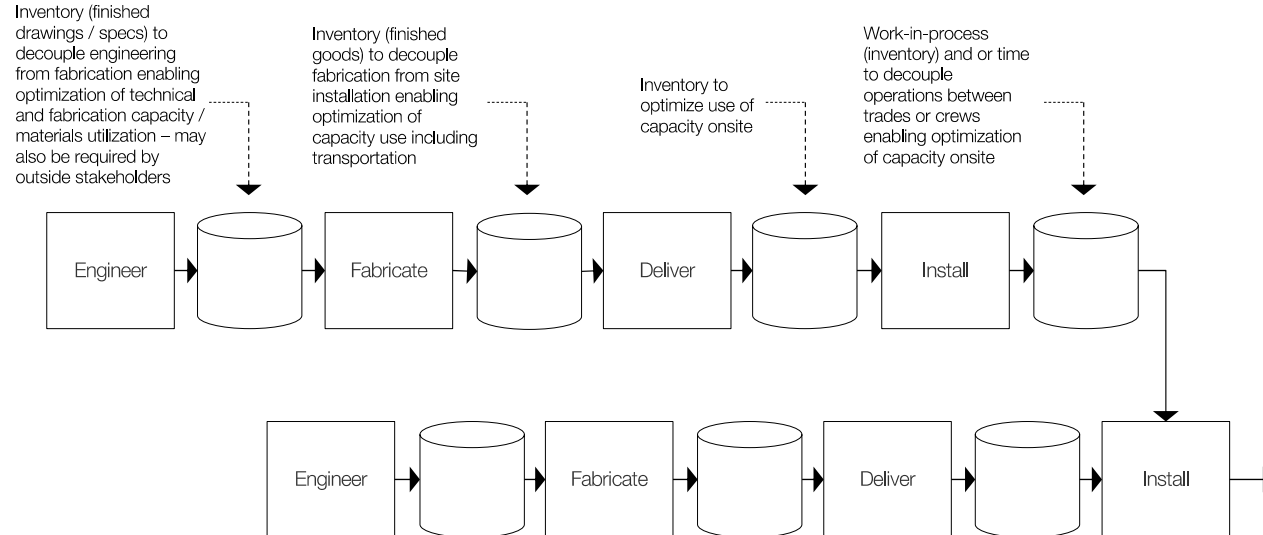 Inventory (finished
drawings / specs) to
decouple engineering
from fabrication enabling
optimization of technical
and fabrication capacity /
materials utilization – may
also be required by
outside stakeholders
Inventory (finished
goods) to decouple
fabrication from site
installation enabling
optimization of
capacity use including
transportation
Inventory to
optimize use of
capacity onsite
Work-in-process
(inventory) and or time
to decouple
operations between
trades or crews
enabling optimization
of capacity onsite
Engineer
Fabricate
Deliver
Install
Engineer
Fabricate
Deliver
Install